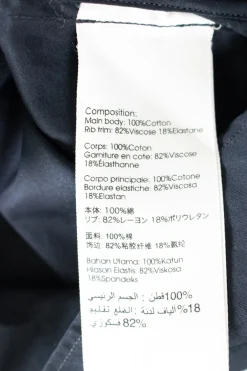 Composition:
Main body: 100%Cotton
Rib trim: 82%Viscose 18%Elastane
Corps: 100%Coton
Garniture en cote: 82%Viscose
18%Élasthanne
Corpo principale: 100%Cotone
Bordure elastiche: 82%Viscosa
18%Elastan
本体: 100%綿
リブ: 82%レーヨン 18%ポリウレタン
面料: 100%棉
饰边: 82%粘胶纤维 18%氨纶
Bahan Utama: 100%Katun
Hiasan Elastis: 82%Viskosa
18%Spandeks
100%قطن : الجسم الرئيسي
18% ألياف لدنة : الضلع تقليم
82% فسكوزي